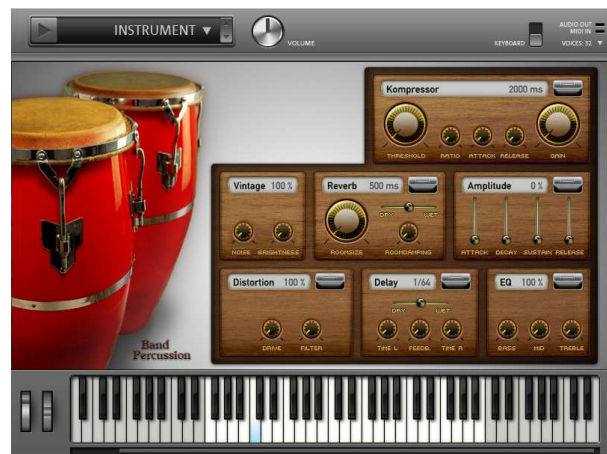 INSTRUMENT
VOLUME
KEYBOARD
AUDIO OUT
MIDI IN
VOICES: 32
Kompressor 2000 ms
THRESHOLD RATIO ATTACK RELEASE GAIN
Vintage 100 %
NOISE BRIGHTNESS
Reverb 500 ms
DRY WET
ROOMSIZE ROOMDAMPING
Amplitude 0 %
ATTACK DECAY SUSTAIN RELEASE
Distortion 100 %
DRIVE FILTER
Delay 1/64
DRY WET
TIME L FEEDB. TIME R
EQ 100 %
BASS MID TREBLE
Band
Percussion